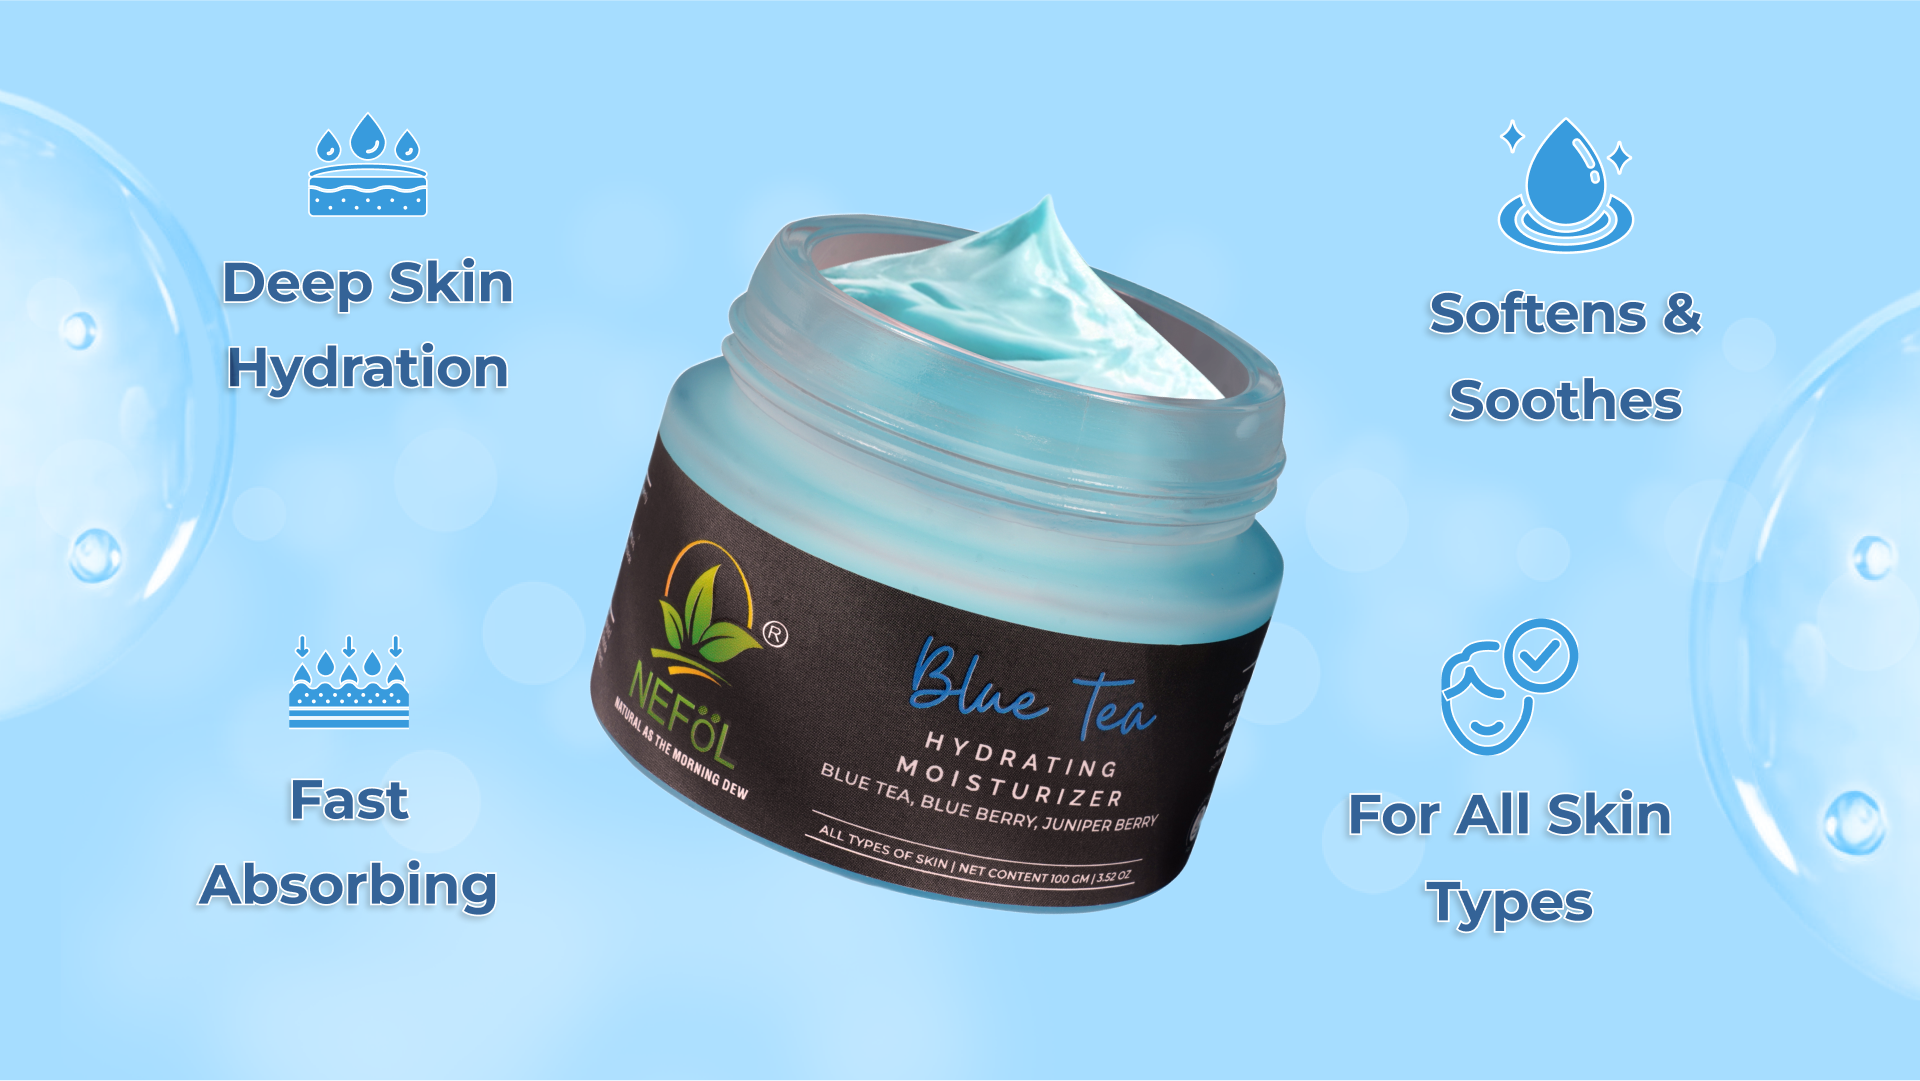 Deep Skin
Hydration
Softens &
Soothes
®
NEFÖL
NATURAL AS THE MORNING DEW
Blue Tea
HYDRATING
MOISTURIZER
BLUE TEA, BLUE BERRY, JUNIPER BERRY
ALL TYPES OF SKIN | NET CONTENT 100 GM | 3.52 OZ
Fast
Absorbing
For All Skin
Types